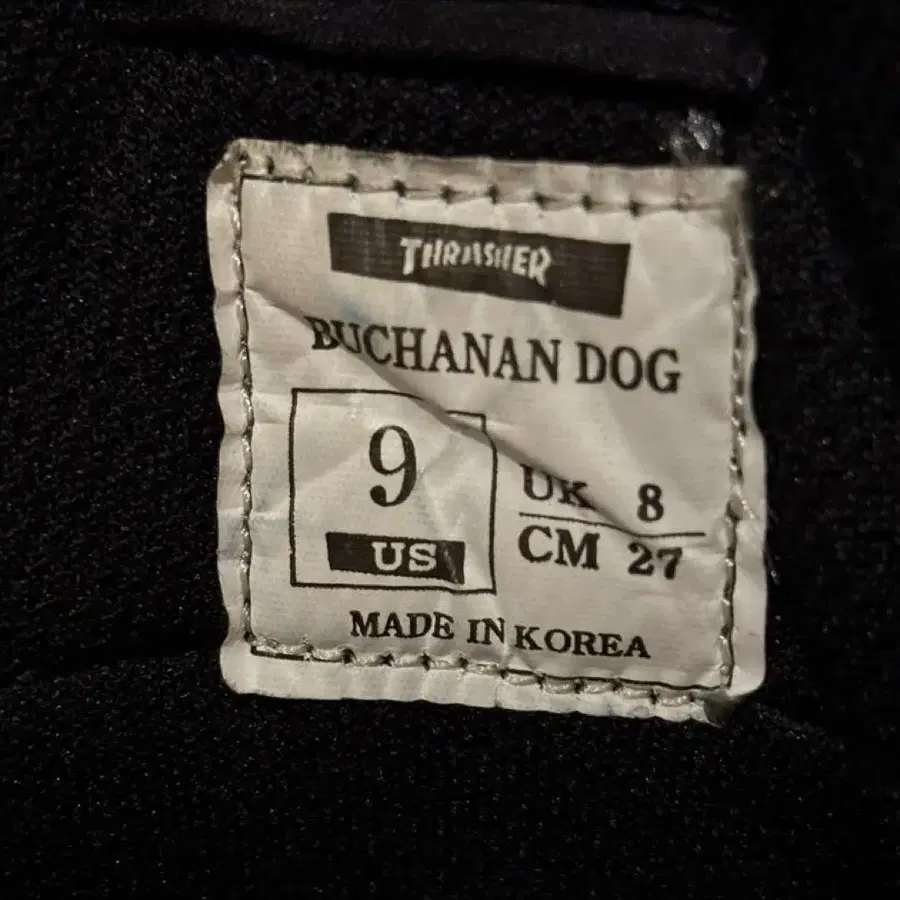 THRASHER
BUCHANAN DOG
9
US
UK 8
CM 27
MADE IN KOREA